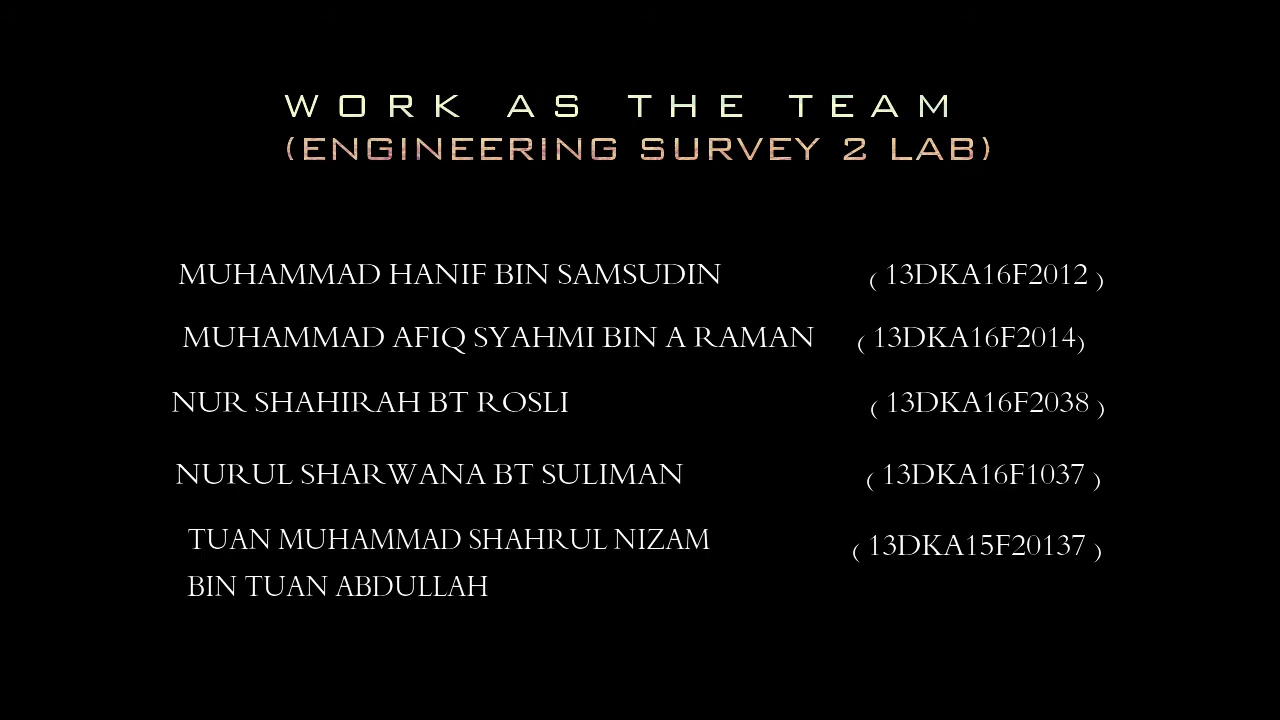 WORK AS THE TEAM
(ENGINEERING SURVEY 2 LAB)
MUHAMMAD HANIF BIN SAMSUDIN ( 13DKA16F2012 )
MUHAMMAD AFIQ SYAHMI BIN A RAMAN ( 13DKA16F2014)
NUR SHAHIRAH BT ROSLI ( 13DKA16F2038 )
NURUL SHARWANA BT SULIMAN ( 13DKA16F1037 )
TUAN MUHAMMAD SHAHRUL NIZAM ( 13DKA15F20137 )
BIN TUAN ABDULLAH